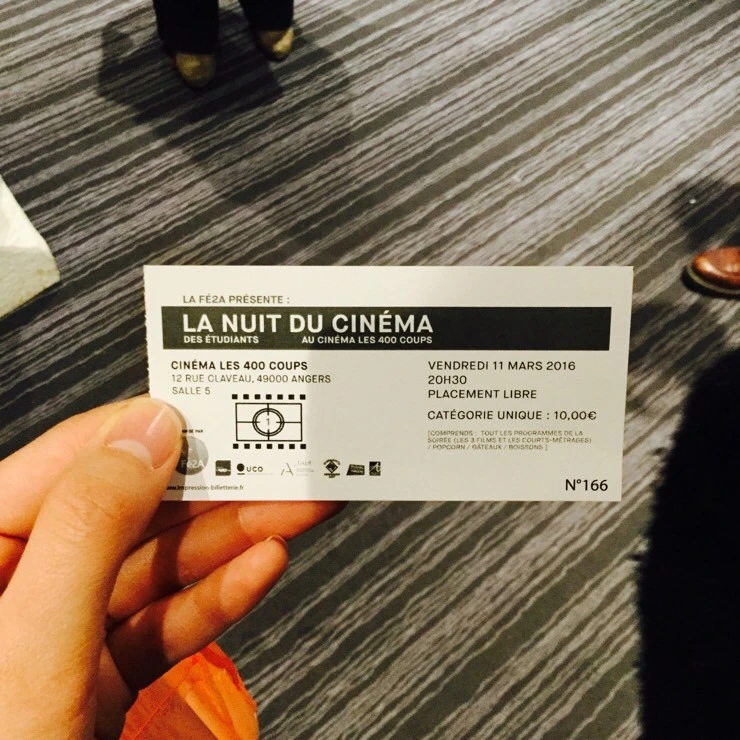 LA FÉ2A PRÉSENTE :
LA NUIT DU CINÉMA
DES ÉTUDIANTS AU CINÉMA LES 400 COUPS
CINÉMA LES 400 COUPS
12 RUE CLAVEAU, 49000 ANGERS
SALLE 5
VENDREDI 11 MARS 2016
20H30
PLACEMENT LIBRE
CATÉGORIE UNIQUE : 10,00€
[COMPRENDS : TOUT LES PROGRAMMES DE LA
SOIRÉE (LES 3 FILMS ET LES COURTS-MÉTRAGES)
/ POPCORN / GÂTEAUX / BOISSONS ]
1
FÉ2A
UCO
www.impression-billetterie.fr
N°166